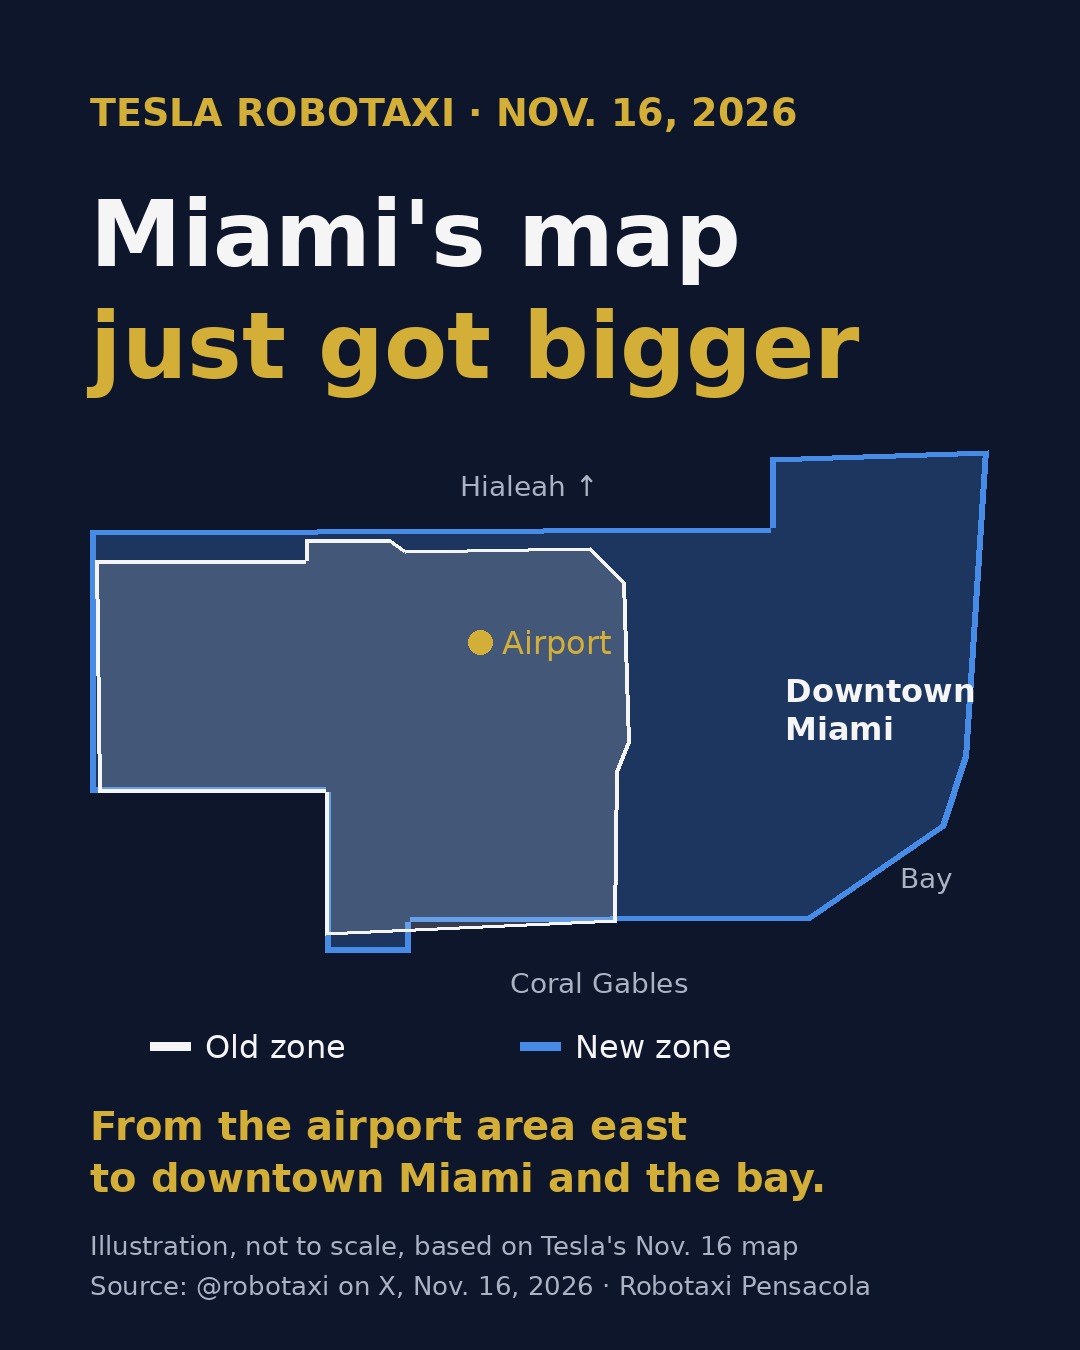 TESLA ROBOTAXI · NOV. 16, 2026
Miami's map
just got bigger
Hialeah ↑
Airport
Downtown
Miami
Bay
Coral Gables
Old zone
New zone
From the airport area east
to downtown Miami and the bay.
Illustration, not to scale, based on Tesla's Nov. 16 map
Source: @robotaxi on X, Nov. 16, 2026 · Robotaxi Pensacola